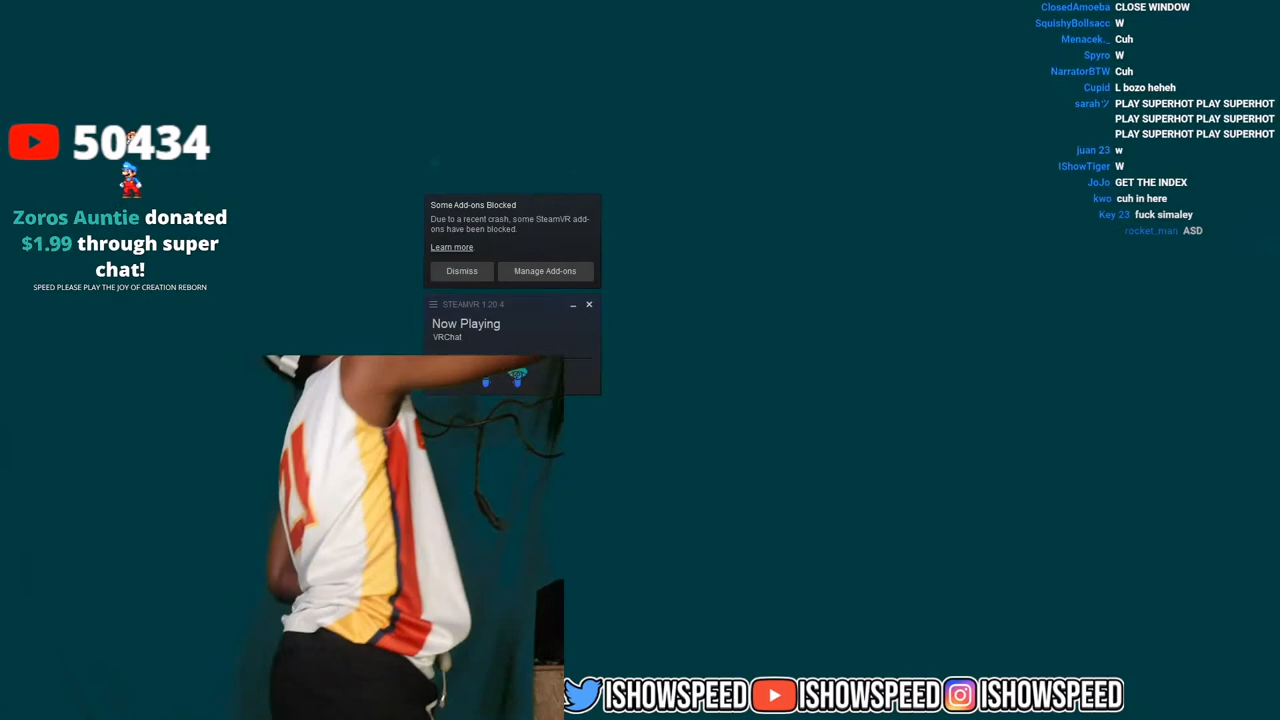 50434
Zoros Auntie donated
$1.99 through super
chat!
SPEED PLEASE PLAY THE JOY OF CREATION REBORN
Some Add-ons Blocked
Due to a recent crash, some SteamVR add-
ons have been blocked.
Learn more
Dismiss Manage Add-ons
STEAMVR 1.20.4
Now Playing
VRChat
ClosedAmoeba CLOSE WINDOW
SquishyBollsacc W
Menacek._ Cuh
Spyro W
NarratorBTW Cuh
Cupid L bozo heheh
sarahツ PLAY SUPERHOT PLAY SUPERHOT
PLAY SUPERHOT PLAY SUPERHOT
PLAY SUPERHOT PLAY SUPERHOT
juan 23 w
IShowTiger W
JoJo GET THE INDEX
kwo cuh in here
Key 23 fuck simaley
rocket_man ASD
ISHOWSPEED ISHOWSPEED ISHOWSPEED